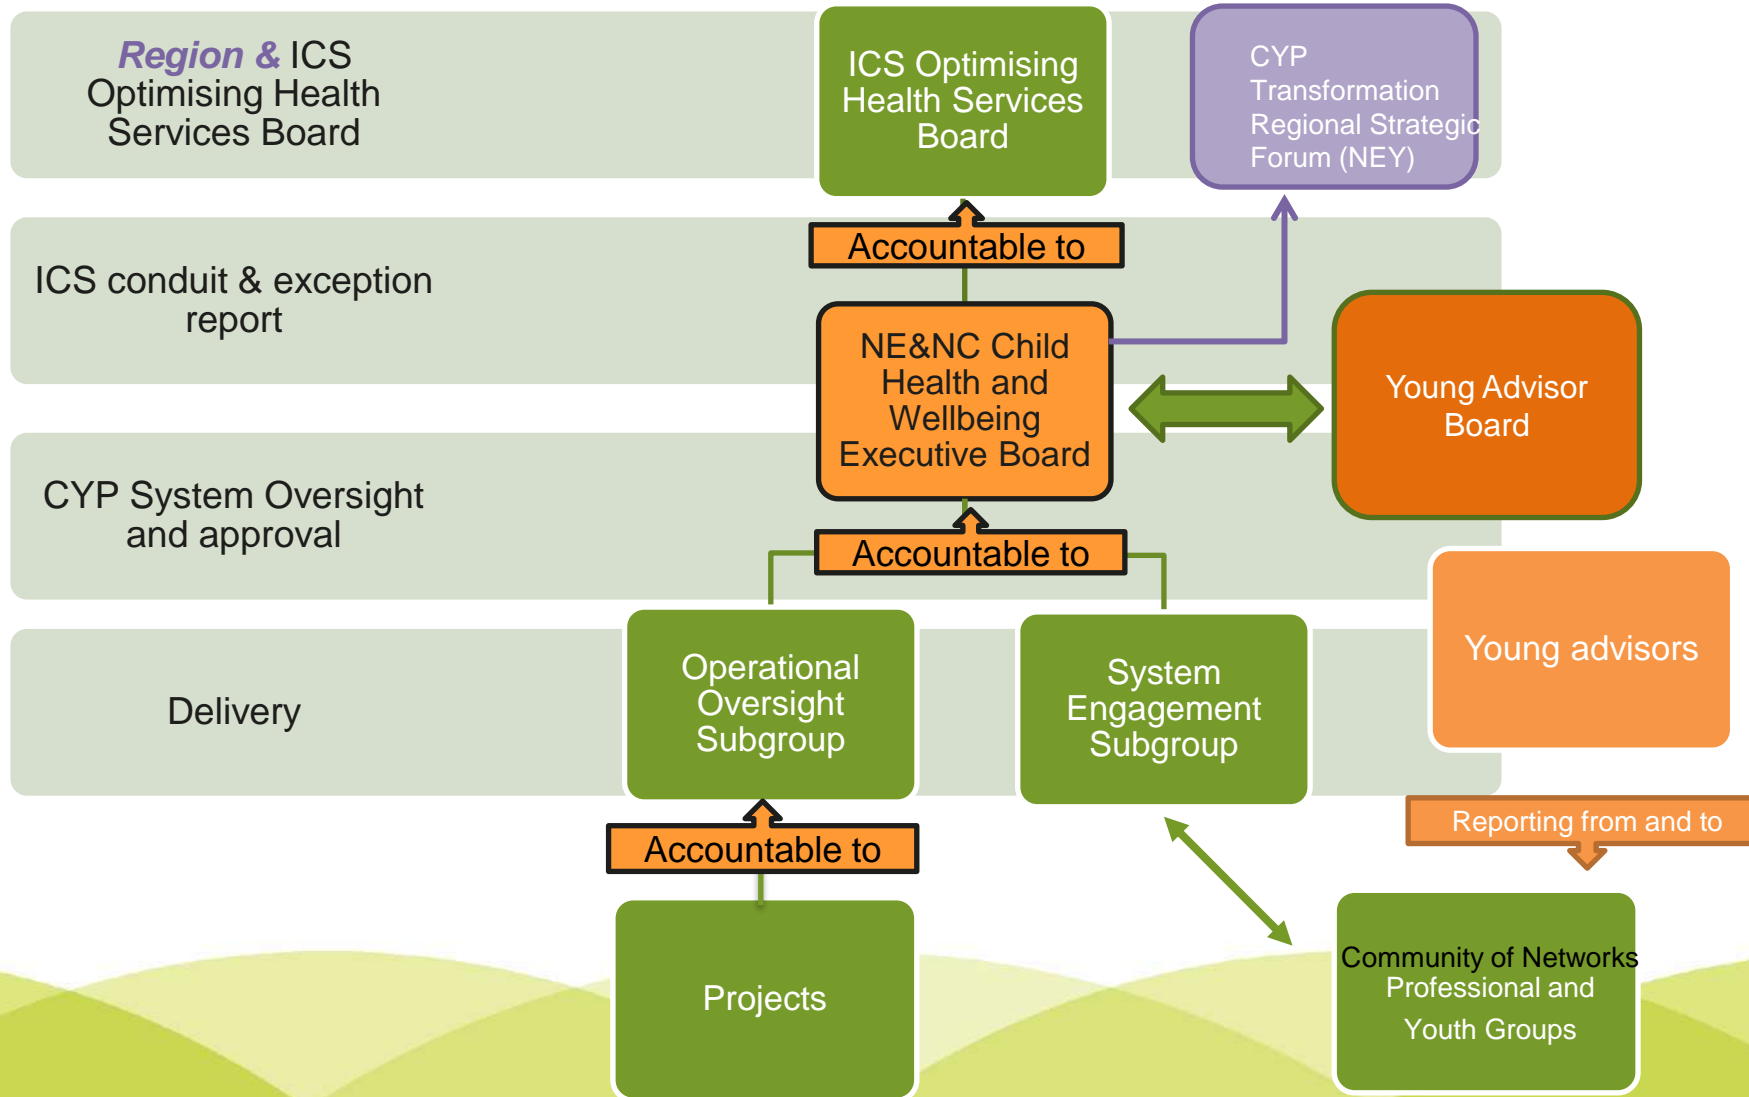 Region & ICS
Optimising Health
Services Board
ICS Optimising
Health Services
Board
CYP
Transformation
Regional Strategic
Forum (NEY)
Accountable to
ICS conduit & exception
report
NE&NC Child
Health and
Wellbeing
Executive Board
Young Advisor
Board
CYP System Oversight
and approval
Accountable to
Young advisors
Delivery
Operational
Oversight
Subgroup
System
Engagement
Subgroup
Reporting from and to
Accountable to
Projects
Community of Networks
Professional and
Youth Groups